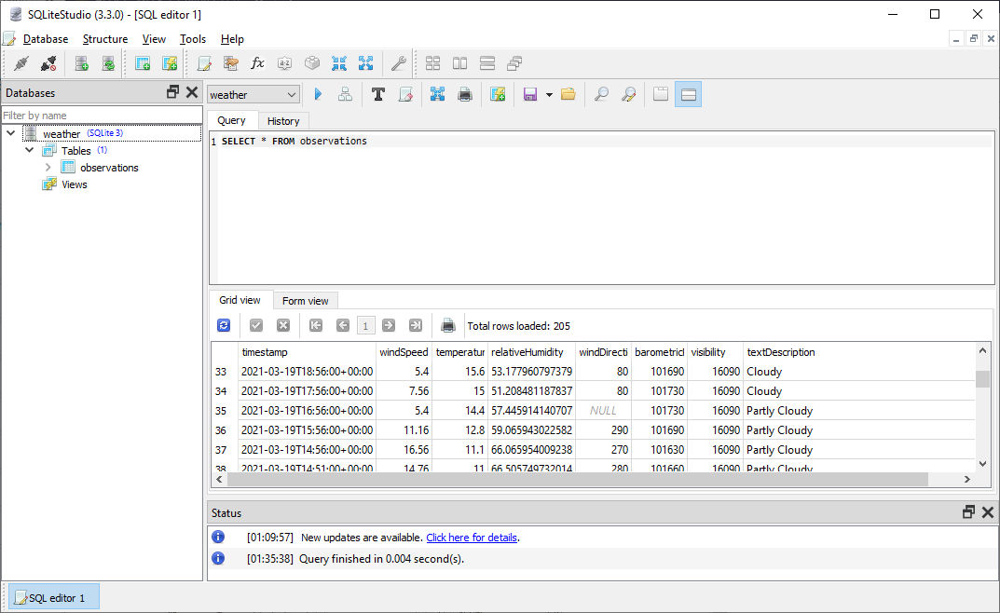 SQLiteStudio (3.3.0) - [SQL editor 1]
Database Structure View Tools Help
Databases
weather
Filter by name
Query History
weather (SQLite 3)
Tables (1)
observations
Views
1 SELECT * FROM observations
Grid view Form view
1 Total rows loaded: 205
timestamp windSpeed temperatur relativeHumidity windDirecti barometricl visibility textDescription
33 2021-03-19T18:56:00+00:00 5.4 15.6 53.177960797379 80 101690 16090 Cloudy
34 2021-03-19T17:56:00+00:00 7.56 15 51.208481187837 80 101730 16090 Cloudy
35 2021-03-19T16:56:00+00:00 5.4 14.4 57.445914140707 NULL 101730 16090 Partly Cloudy
36 2021-03-19T15:56:00+00:00 11.16 12.8 59.065943022582 290 101690 16090 Partly Cloudy
37 2021-03-19T14:56:00+00:00 16.56 11.1 66.065954009238 270 101630 16090 Partly Cloudy
38 2021-03-19T14:51:00+00:00 14.76 11 66.505749732014 280 101660 16090 Partly Cloudy
Status
[01:09:57] New updates are available. Click here for details.
[01:35:38] Query finished in 0.004 second(s).
SQL editor 1